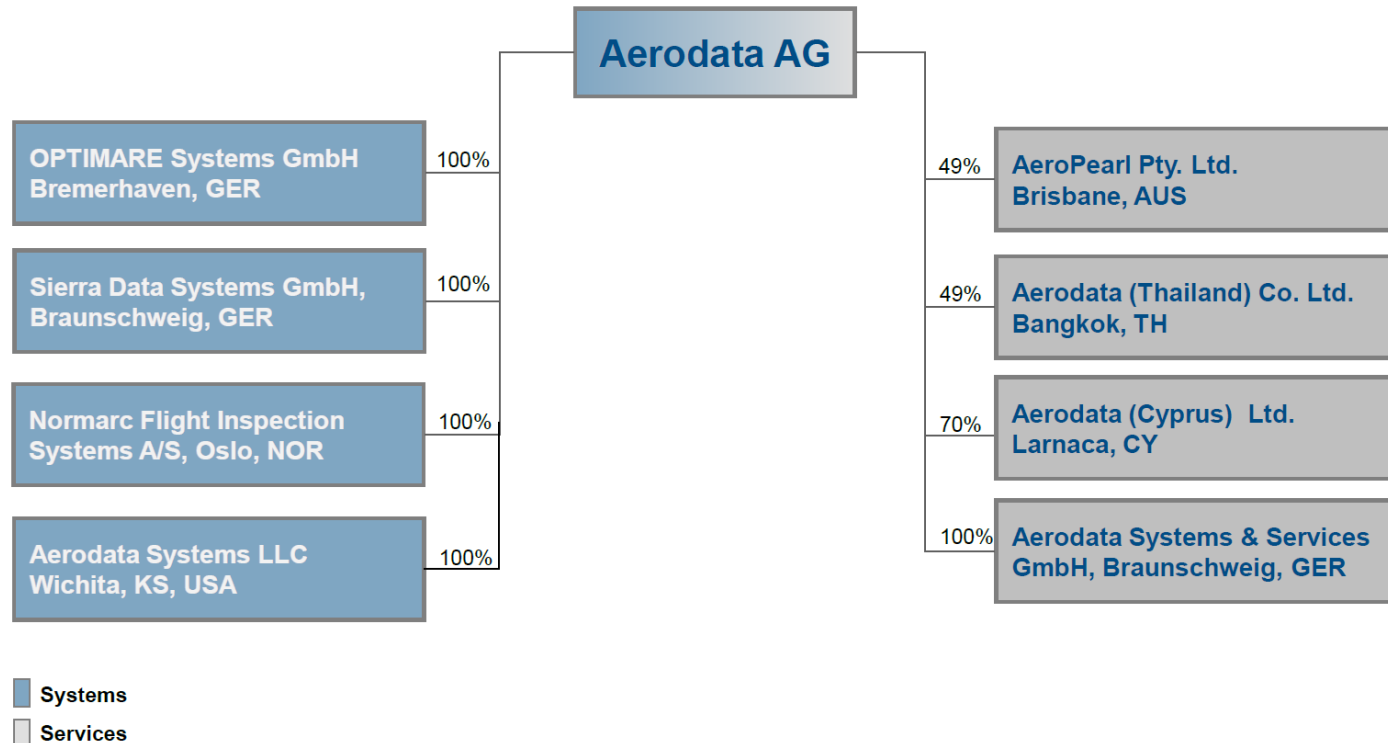 Aerodata AG
OPTIMARE Systems GmbH
Bremerhaven, GER
100%
Sierra Data Systems GmbH,
Braunschweig, GER
100%
Normarc Flight Inspection
Systems A/S, Oslo, NOR
100%
Aerodata Systems LLC
Wichita, KS, USA
100%
49%
AeroPearl Pty. Ltd.
Brisbane, AUS
49%
Aerodata (Thailand) Co. Ltd.
Bangkok, TH
70%
Aerodata (Cyprus) Ltd.
Larnaca, CY
100%
Aerodata Systems & Services
GmbH, Braunschweig, GER
Systems
Services